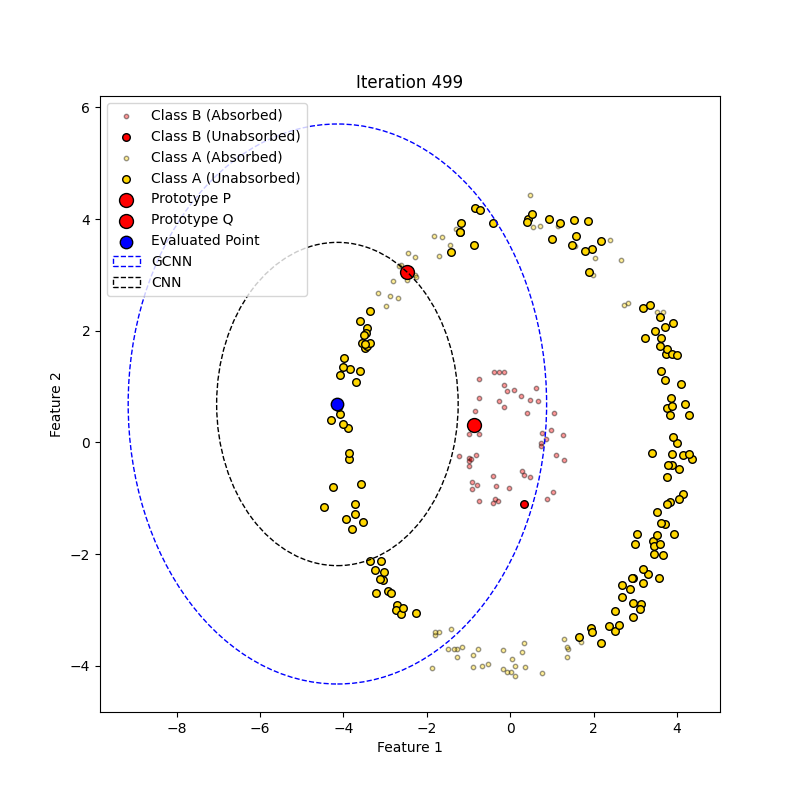 Iteration 499
Class B (Absorbed)
Class B (Unabsorbed)
Class A (Absorbed)
Class A (Unabsorbed)
Prototype P
Prototype Q
Evaluated Point
GCNN
CNN
6
4
2
0
−2
−4
Feature 2
−8 −6 −4 −2 0 2 4
Feature 1